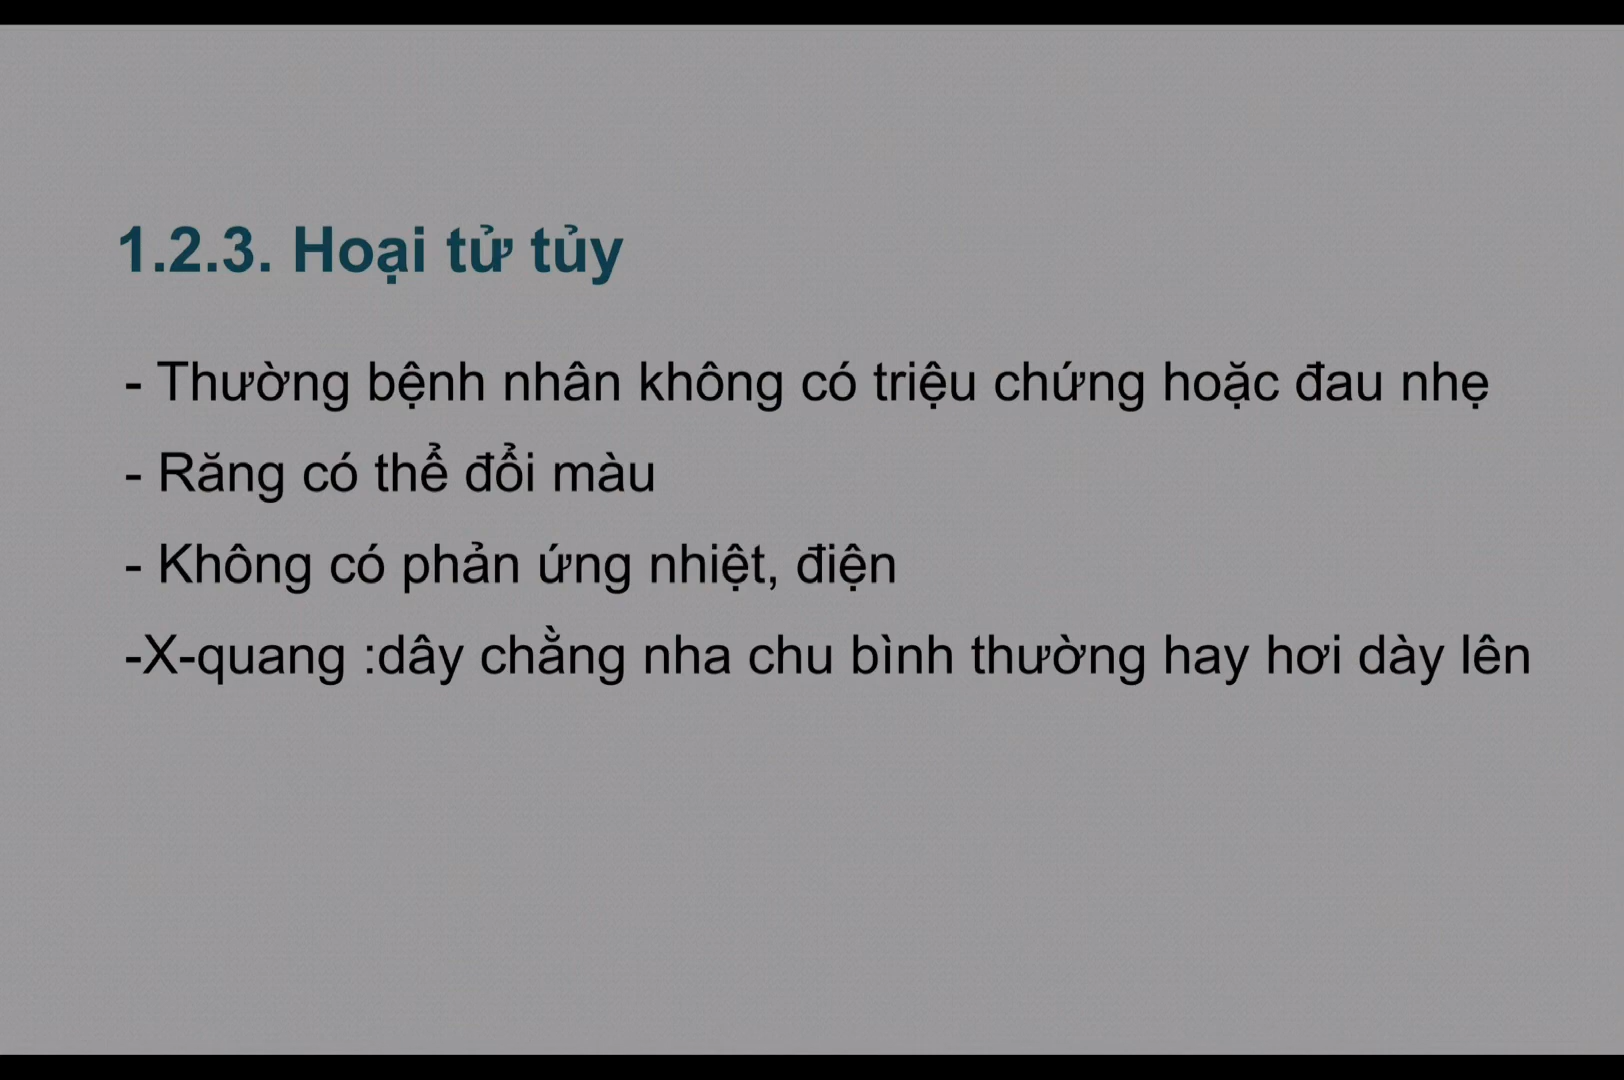 1.2.3. Hoại tử tủy
- Thường bệnh nhân không có triệu chứng hoặc đau nhẹ
- Răng có thể đổi màu
- Không có phản ứng nhiệt, điện
-X-quang :dây chằng nha chu bình thường hay hơi dày lên